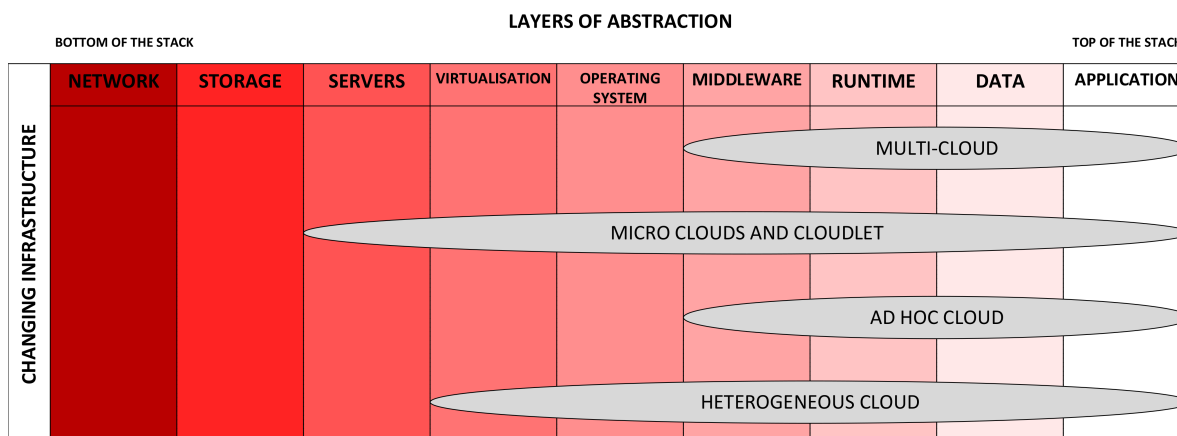 LAYERS OF ABSTRACTION
BOTTOM OF THE STACK
TOP OF THE STACK
NETWORK
STORAGE
SERVERS
VIRTUALISATION
OPERATING
SYSTEM
MIDDLEWARE
RUNTIME
DATA
APPLICATION
CHANGING INFRASTRUCTURE
MULTI-CLOUD
MICRO CLOUDS AND CLOUDLET
AD HOC CLOUD
HETEROGENEOUS CLOUD